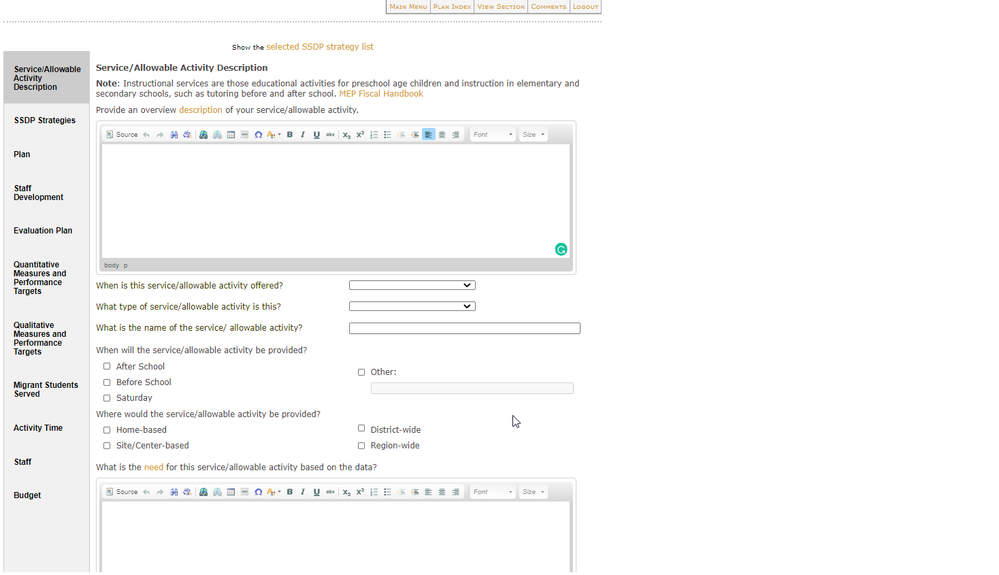 Main Menu Plan Index View Section Comments Logout
Show the selected SSDP strategy list
Service/Allowable
Activity
Description
SSDP Strategies
Plan
Staff
Development
Evaluation Plan
Quantitative
Measures and
Performance
Targets
Qualitative
Measures and
Performance
Targets
Migrant Students
Served
Activity Time
Staff
Budget
Service/Allowable Activity Description
Note: Instructional services are those educational activities for preschool age children and instruction in elementary and
secondary schools, such as tutoring before and after school. MEP Fiscal Handbook
Provide an overview description of your service/allowable activity.
Source abc B I U x₂ x² Font Size
body p
When is this service/allowable activity offered?
What type of service/allowable activity is this?
What is the name of the service/ allowable activity?
When will the service/allowable activity be provided?
After School
Before School
Saturday
Other:
Where would the service/allowable activity be provided?
Home-based
Site/Center-based
District-wide
Region-wide
What is the need for this service/allowable activity based on the data?
Source B I U abc x₂ x² Font Size